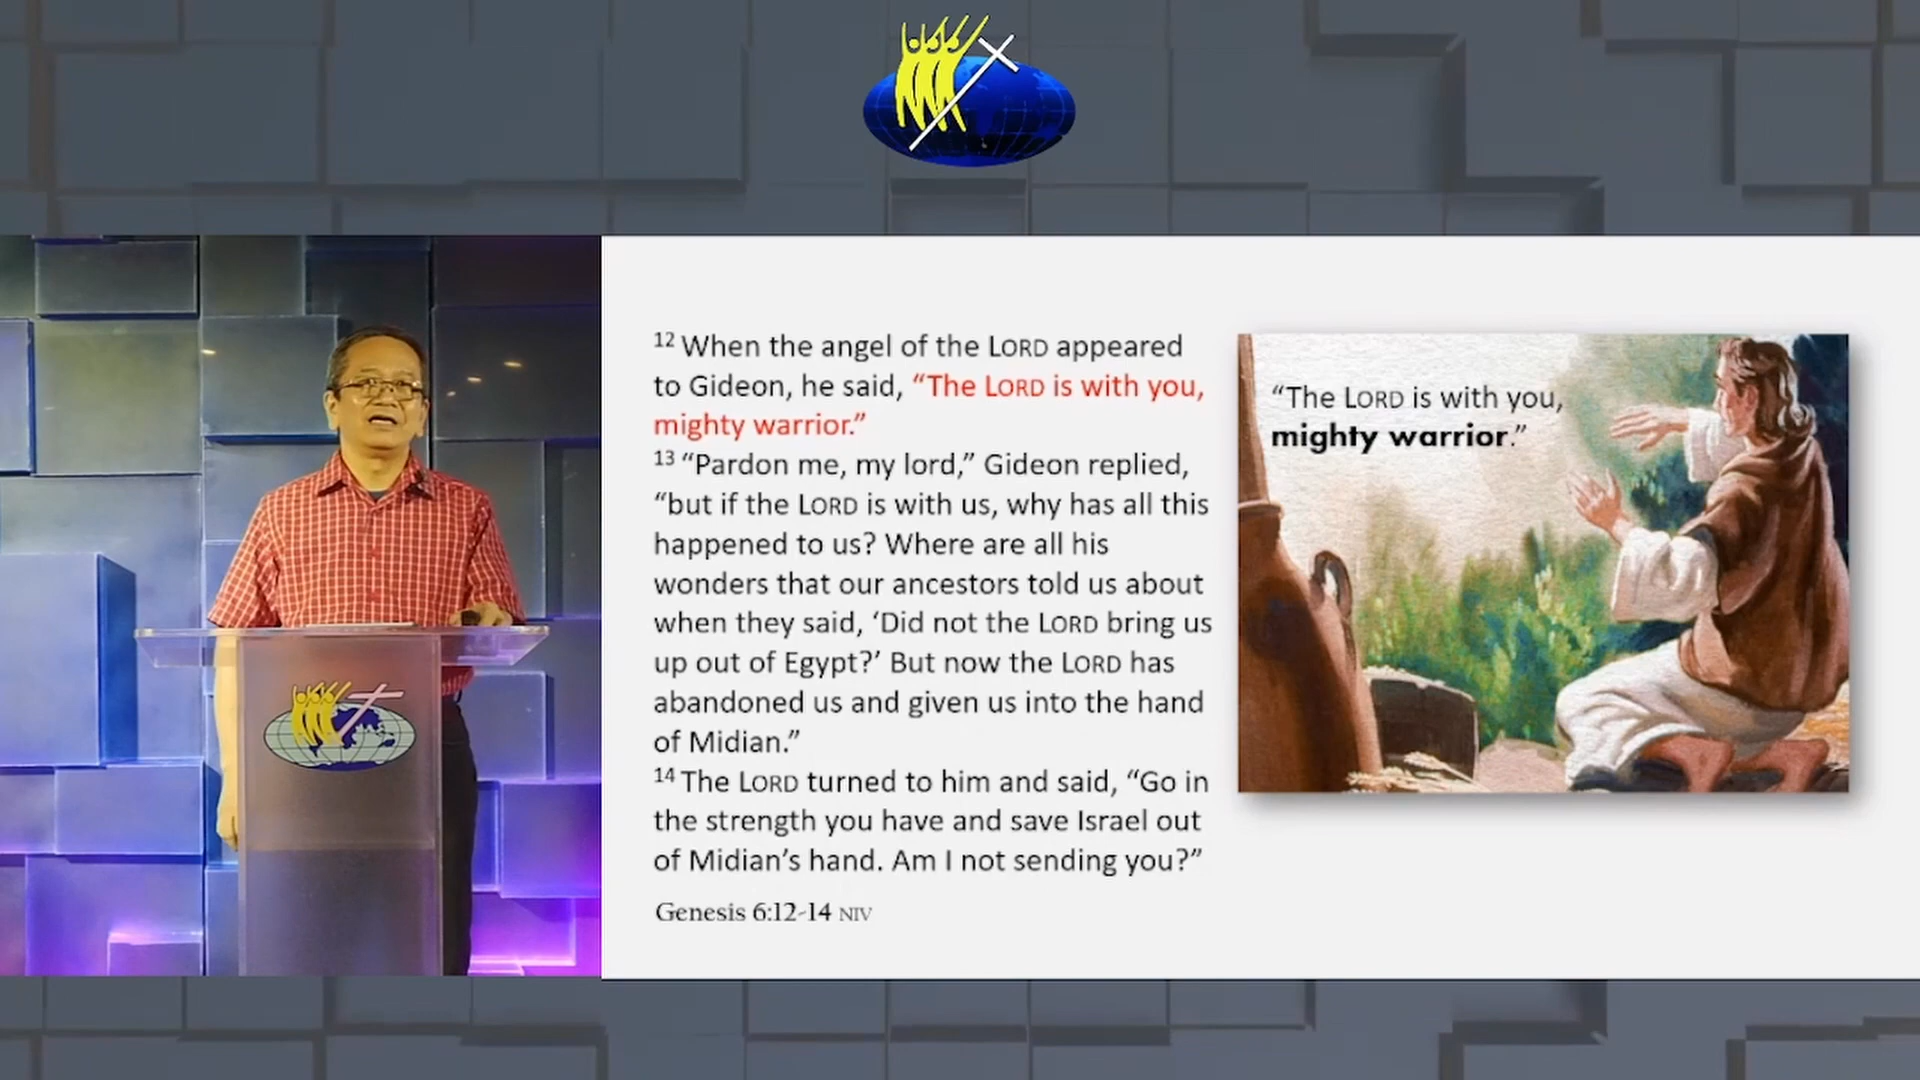 12 When the angel of the LORD appeared
to Gideon, he said, “The LORD is with you,
mighty warrior.”
13 “Pardon me, my lord,” Gideon replied,
“but if the LORD is with us, why has all this
happened to us? Where are all his
wonders that our ancestors told us about
when they said, ‘Did not the LORD bring us
up out of Egypt?’ But now the LORD has
abandoned us and given us into the hand
of Midian.”
14 The LORD turned to him and said, “Go in
the strength you have and save Israel out
of Midian’s hand. Am I not sending you?”
Genesis 6:12-14 NIV
“The LORD is with you,
mighty warrior.”